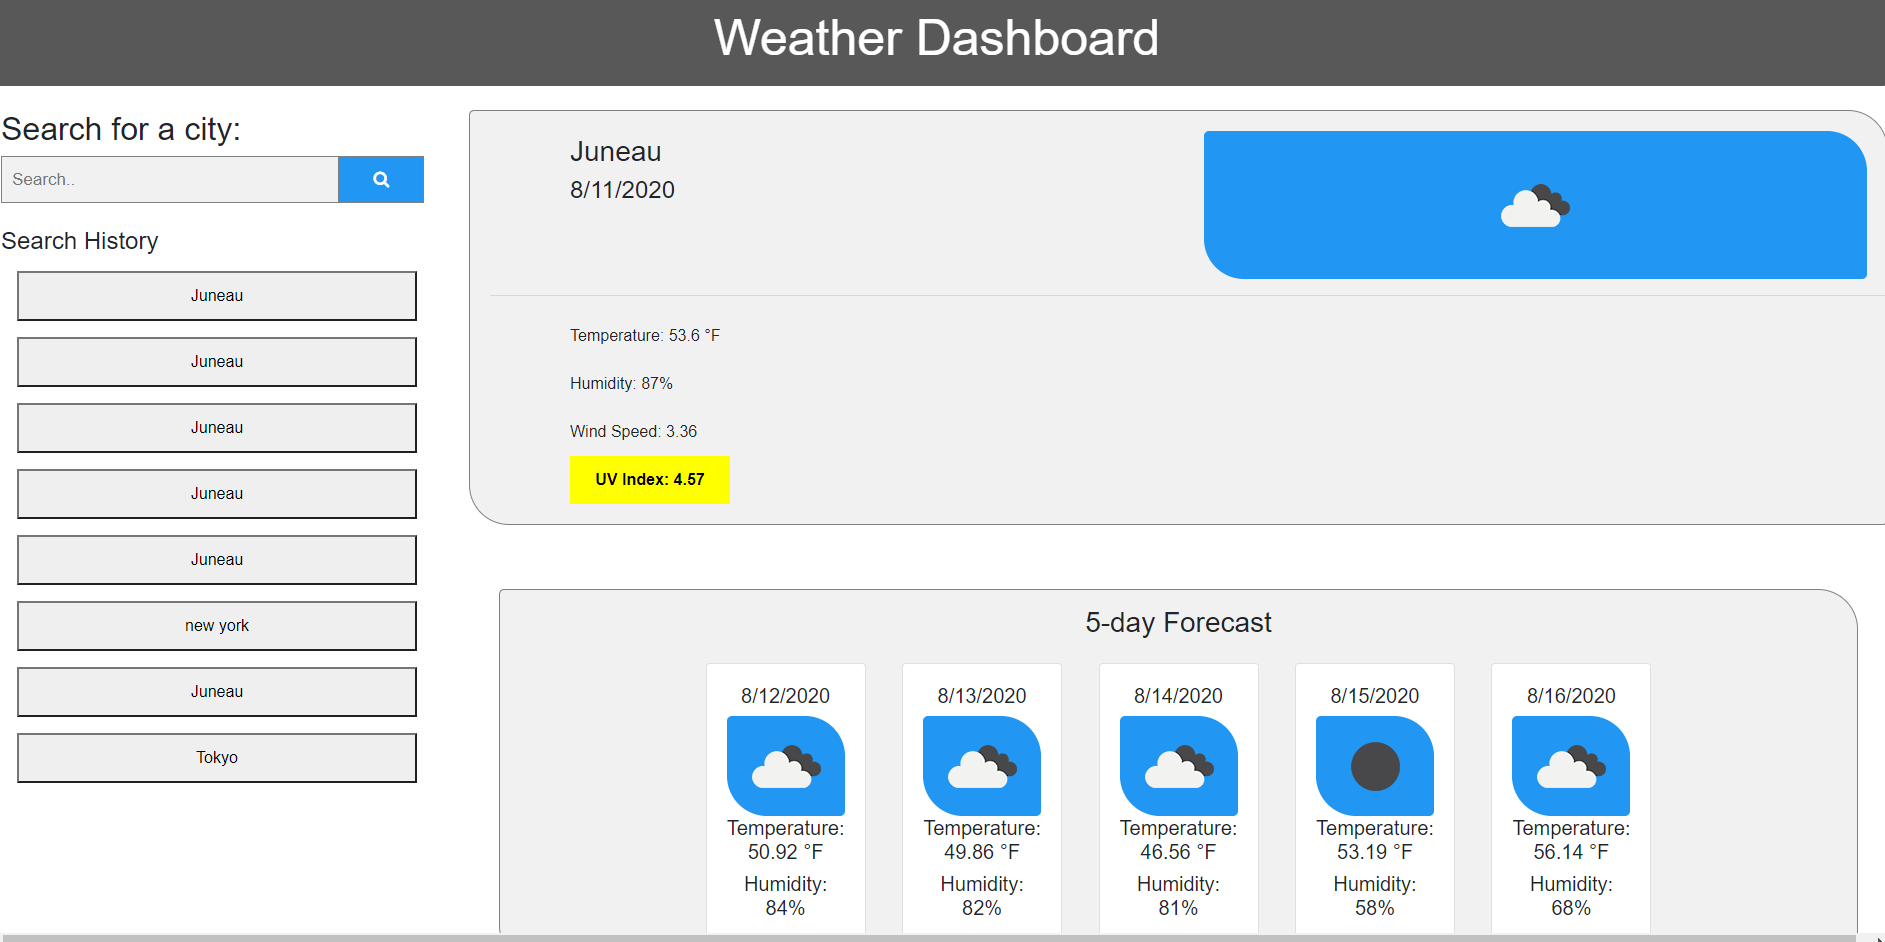 Weather Dashboard
Search for a city:
Search..
Search History
Juneau
Juneau
Juneau
Juneau
Juneau
new york
Juneau
Tokyo
Juneau
8/11/2020
Temperature: 53.6 °F
Humidity: 87%
Wind Speed: 3.36
UV Index: 4.57
5-day Forecast
8/12/2020
Temperature:
50.92 °F
Humidity:
84%
8/13/2020
Temperature:
49.86 °F
Humidity:
82%
8/14/2020
Temperature:
46.56 °F
Humidity:
81%
8/15/2020
Temperature:
53.19 °F
Humidity:
58%
8/16/2020
Temperature:
56.14 °F
Humidity:
68%